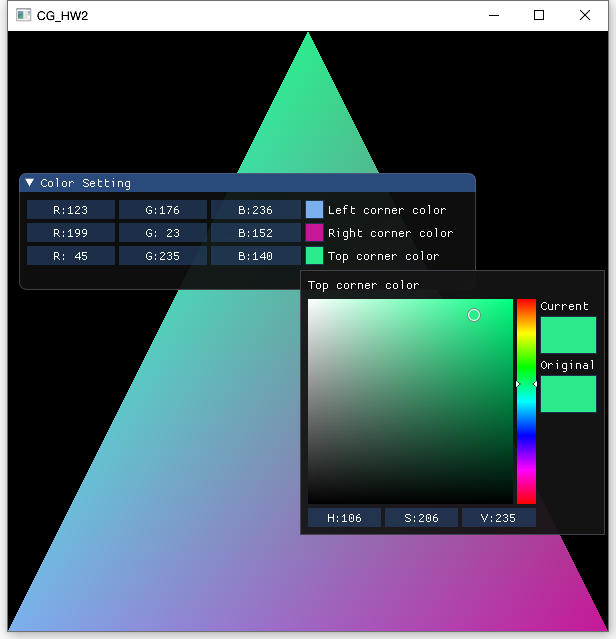 CG_HW2
Color Setting
R:123 G:176 B:236 Left corner color
R:199 G: 23 B:152 Right corner color
R: 45 G:235 B:140 Top corner color
Top corner color
Current
Original
H:106 S:206 V:235